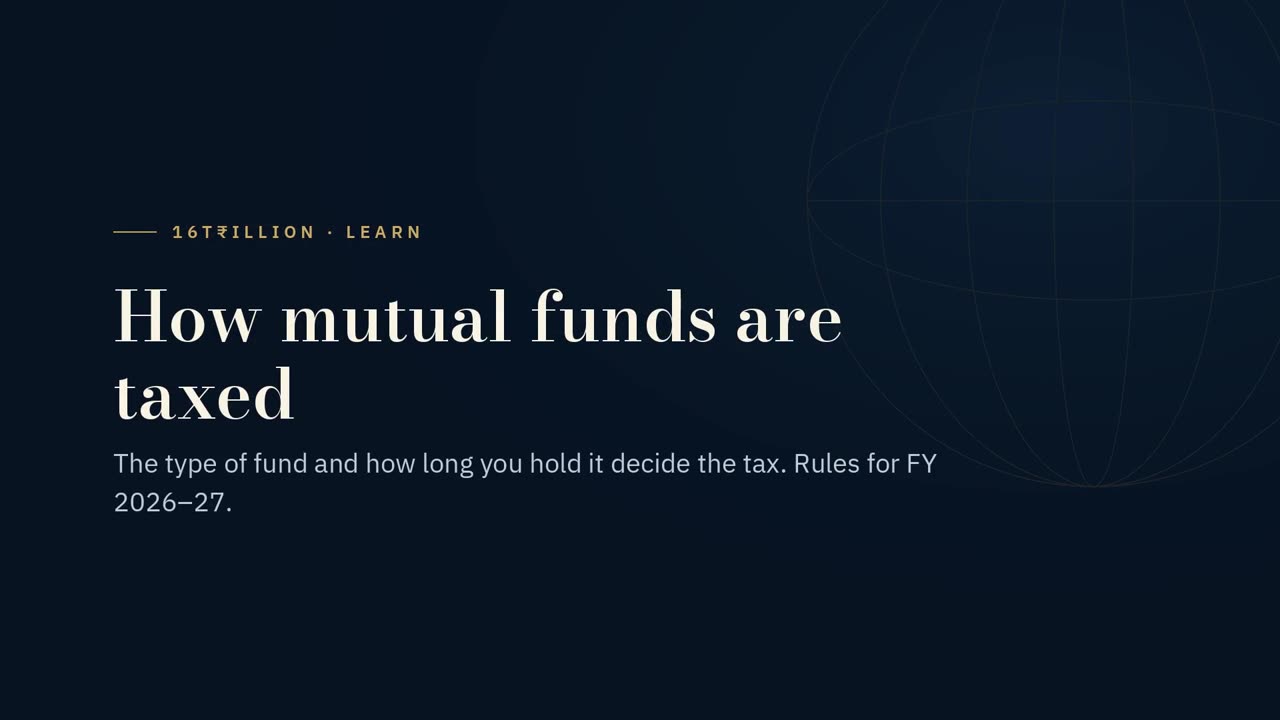 16T₹ILLION · LEARN
How mutual funds are
taxed
The type of fund and how long you hold it decide the tax. Rules for FY
2026–27.